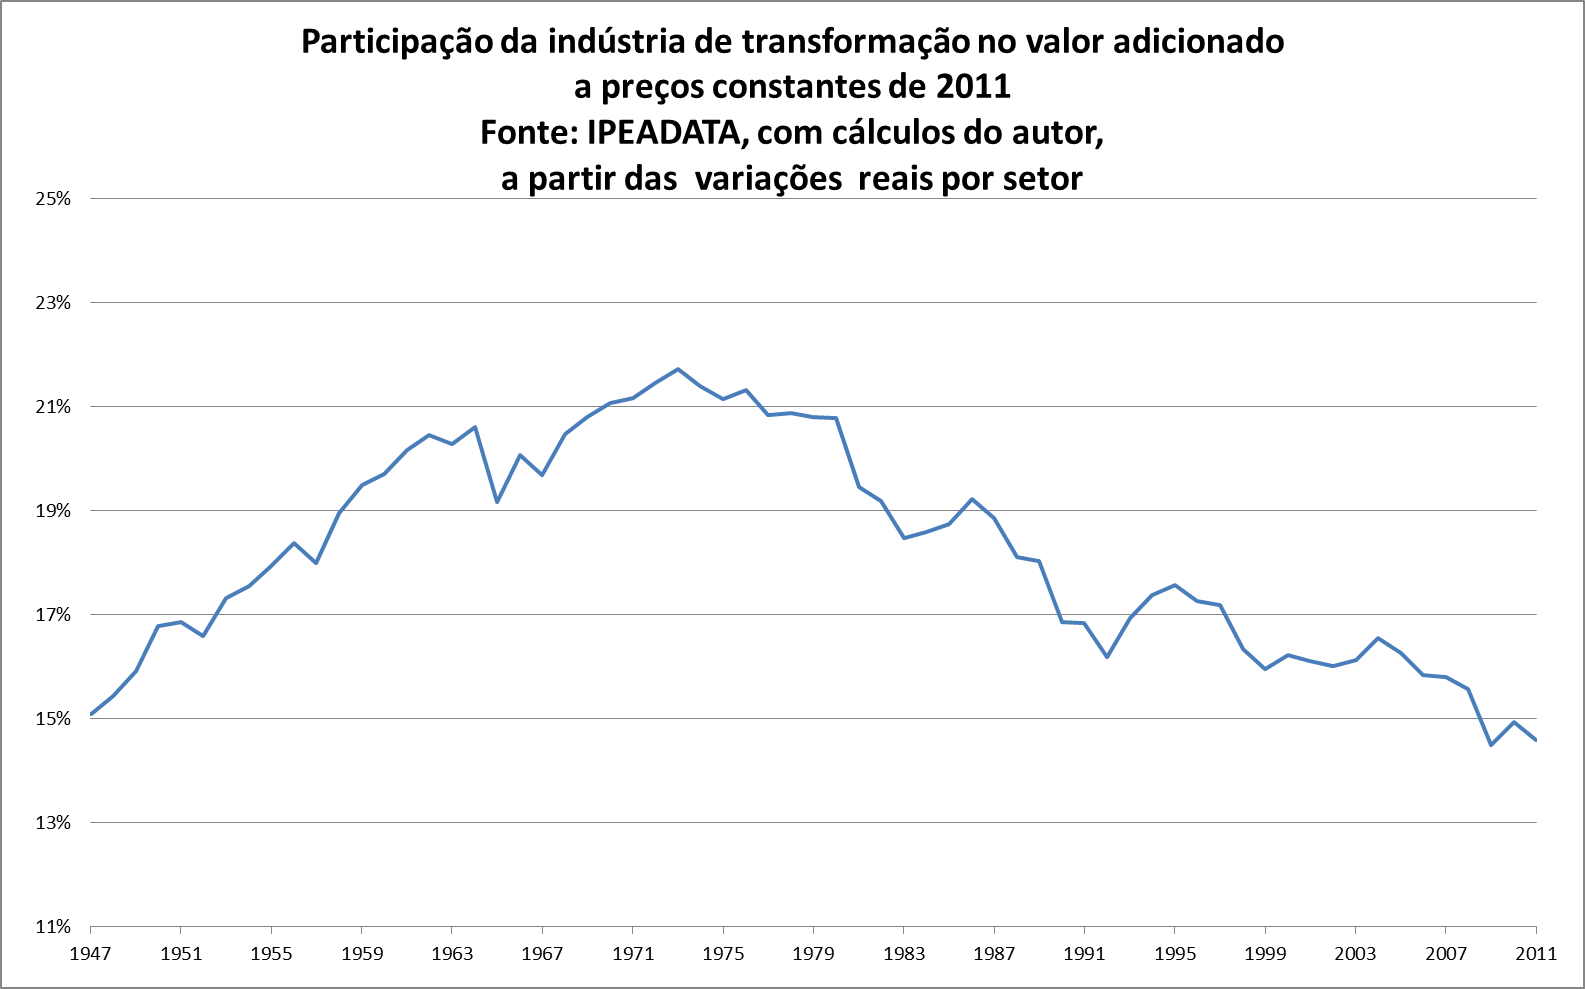 Participação da indústria de transformação no valor adicionado
a preços constantes de 2011
Fonte: IPEADATA, com cálculos do autor,
a partir das variações reais por setor
25%
23%
21%
19%
17%
15%
13%
11%
1947 1951 1955 1959 1963 1967 1971 1975 1979 1983 1987 1991 1995 1999 2003 2007 2011